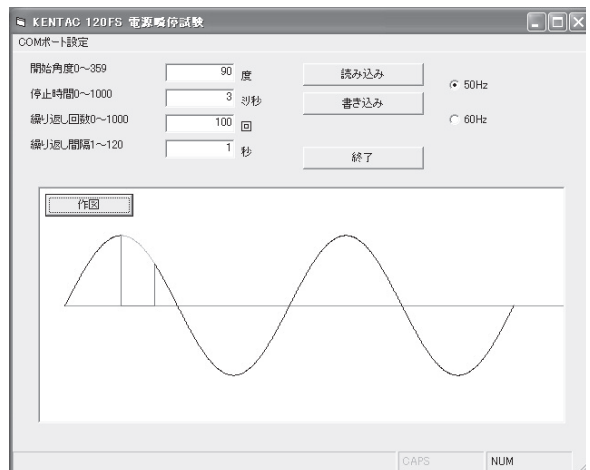 KENTAC 120FS 電源瞬停試験
COMポート設定
開始角度0～359 90 度
停止時間0～1000 3 ﾐﾘ秒
繰り返し回数0～1000 100 回
繰り返し間隔1～120 1 秒
読み込み
書き込み
終了
50Hz
60Hz
作図
CAPS NUM